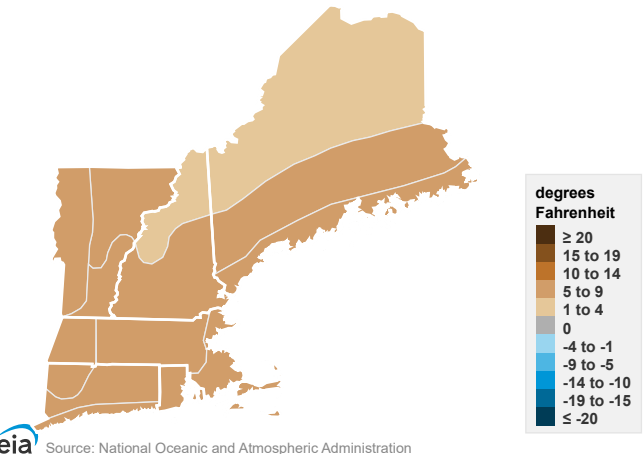 degrees
Fahrenheit
≥ 20
15 to 19
10 to 14
5 to 9
1 to 4
0
-4 to -1
-9 to -5
-14 to -10
-19 to -15
≤ -20
eia Source: National Oceanic and Atmospheric Administration